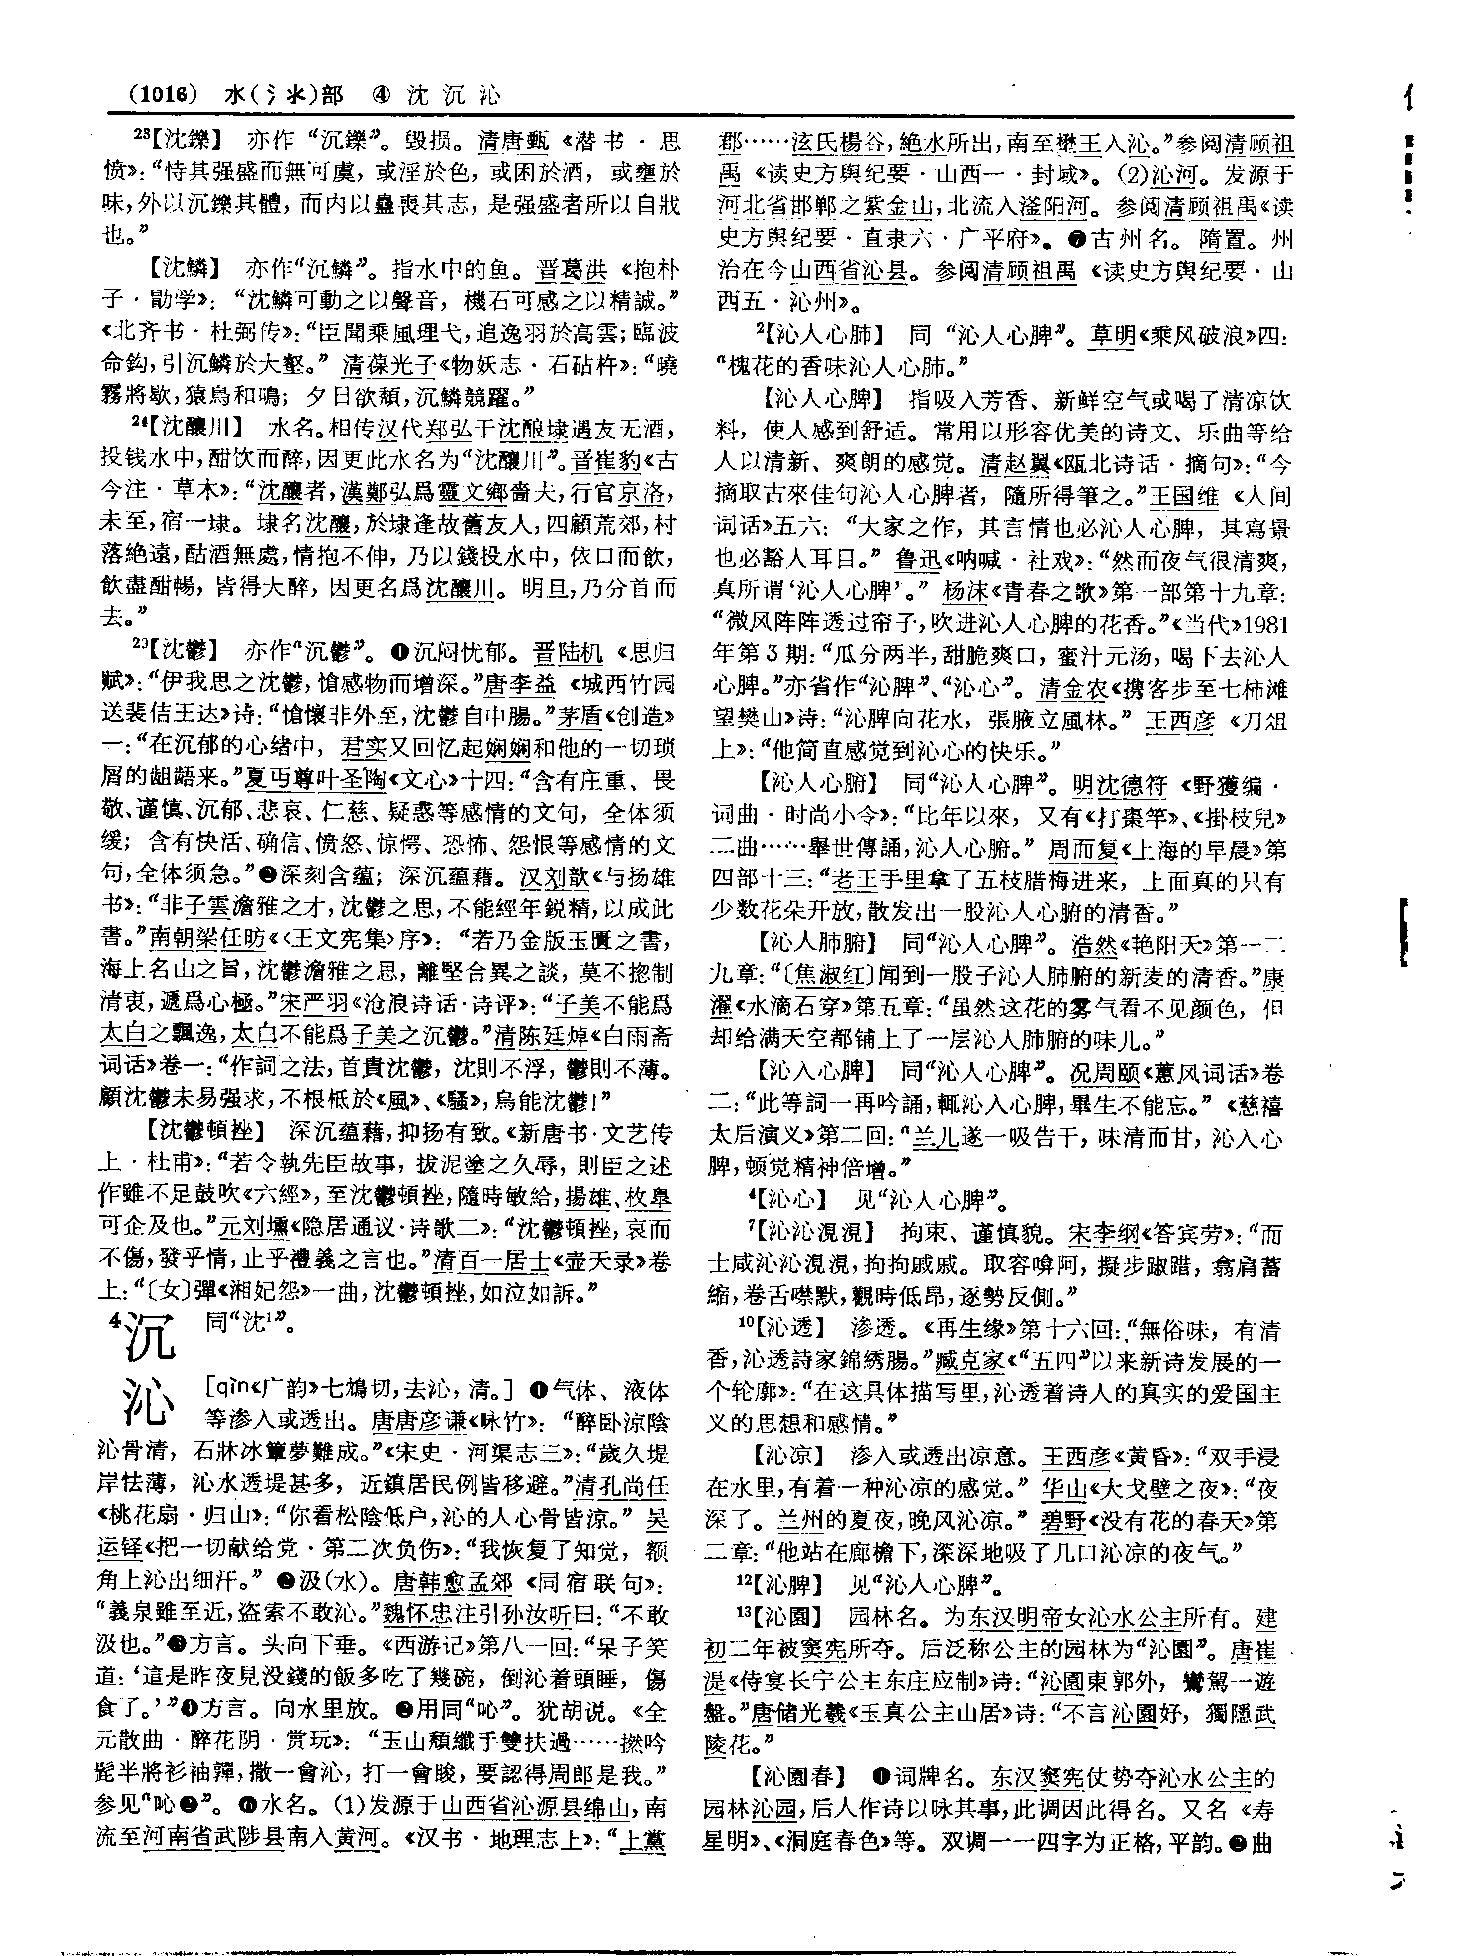 (1016) 水(氵氺)部 ④ 沈 沉 沁
23【沈鑠】 亦作“沉鑠”。毁损。清唐甄《潜书·思
愤》：“恃其强盛而無可虞，或淫於色，或困於酒，或壅於
昧，外以沉鑠其體，而内以蠱喪其志，是强盛者所以自戕
也。”
【沈鱗】 亦作“沉鱗”。指水中的鱼。晋葛洪《抱朴
子·勖学》：“沈鱗可動之以聲音，機石可感之以精誠。”
《北齐书·杜弼传》：“臣聞乘風理弋，追逸羽於高雲；臨波
命鈎，引沉鱗於大壑。”清葆光子《物妖志·石砧杵》：“曉
霧將歇，猿鳥和鳴；夕日欲頽，沉鱗競躍。”
24【沈釀川】 水名。相传汉代郑弘于沈酿埭遇友无酒，
投钱水中，酣饮而醉，因更此水名为“沈釀川”。晋崔豹《古
今注·草木》：“沈釀者，漢鄭弘爲靈文鄉嗇夫，行官京洛，
未至，宿一埭。埭名沈釀，於埭逢故舊友人，四顧荒郊，村
落絶遠，酤酒無處，情抱不伸，乃以錢投水中，依口而飲，
飲盡酣暢，皆得大醉，因更名爲沈釀川。明旦，乃分首而
去。”
29【沈鬱】 亦作“沉鬱”。❶沉闷忧郁。晋陆机《思归
赋》：“伊我思之沈鬱，愴感物而增深。”唐李益《城西竹园
送裴佶王达》诗：“愴懷非外至，沈鬱自中腸。”茅盾《创造》
一：“在沉郁的心绪中，君实又回忆起娴娴和他的一切琐
屑的龃龉来。”夏丏尊叶圣陶《文心》十四：“含有庄重、畏
敬、谨慎、沉郁、悲哀、仁慈、疑惑等感情的文句，全体须
缓；含有快活、确信、愤怒、惊愕、恐怖、怨恨等感情的文
句，全体须急。”❷深刻含蕴；深沉蕴藉。汉刘歆《与扬雄
书》：“非子雲澹雅之才，沈鬱之思，不能經年鋭精，以成此
書。”南朝梁任昉《〈王文宪集〉序》：“若乃金版玉匱之書，
海上名山之旨，沈鬱澹雅之思，離堅合異之談，莫不揔制
清衷，遞爲心極。”宋严羽《沧浪诗话·诗评》：“子美不能爲
太白之飄逸，太白不能爲子美之沉鬱。”清陈廷焯《白雨斋
词话》卷一：“作詞之法，首貴沈鬱，沈則不浮，鬱則不薄。
顧沈鬱未易强求，不根柢於《風》、《騷》，烏能沈鬱！”
【沈鬱頓挫】 深沉蕴藉，抑扬有致。《新唐书·文艺传
上·杜甫》：“若令執先臣故事，拔泥塗之久辱，則臣之述
作雖不足鼓吹《六經》，至沈鬱頓挫，隨時敏給，揚雄、枚皋
可企及也。”元刘壎《隐居通议·诗歌二》：“沈鬱頓挫，哀而
不傷，發乎情，止乎禮義之言也。”清百一居士《壶天录》卷
上：“〔女〕彈《湘妃怨》一曲，沈鬱頓挫，如泣如訴。”
4沉 同“沈1”。
沁 [qìn《广韵》七鴆切，去沁，清。] ❶气体、液体
等渗入或透出。唐唐彦谦《咏竹》：“醉卧涼陰
沁骨清，石牀冰簟夢難成。”《宋史·河渠志三》：“歲久堤
岸怯薄，沁水透堤甚多，近鎮居民例皆移避。”清孔尚任
《桃花扇·归山》：“你看松陰低户，沁的人心骨皆涼。”吴
运铎《把一切献给党·第二次负伤》：“我恢复了知觉，额
角上沁出细汗。”❷汲(水)。唐韩愈孟郊《同宿联句》：
“義泉雖至近，盗索不敢沁。”魏怀忠注引孙汝听曰：“不敢
汲也。”❸方言。头向下垂。《西游记》第八一回：“呆子笑
道：‘這是昨夜見没錢的飯多吃了幾碗，倒沁着頭睡，傷
食了。’”❹方言。向水里放。❺用同“吣”。犹胡说。《全
元散曲·醉花阴·赏玩》：“玉山頽纖手雙扶過……撚吟
髭半將衫袖嚲，撒一會沁，打一會睃，要認得周郎是我。”
参见“吣❷”。❻水名。(1)发源于山西省沁源县绵山，南
流至河南省武陟县南入黄河。《汉书·地理志上》：“上黨
郡……泫氏楊谷，絶水所出，南至壄王入沁。”参阅清顾祖
禹《读史方舆纪要·山西一·封域》。(2)沁河。发源于
河北省邯郸之紫金山，北流入滏阳河。参阅清顾祖禹《读
史方舆纪要·直隶六·广平府》。❼古州名。隋置。州
治在今山西省沁县。参阅清顾祖禹《读史方舆纪要·山
西五·沁州》。
2【沁人心肺】 同“沁人心脾”。草明《乘风破浪》四：
“槐花的香味沁人心肺。”
【沁人心脾】 指吸入芳香、新鲜空气或喝了清凉饮
料，使人感到舒适。常用以形容优美的诗文、乐曲等给
人以清新、爽朗的感觉。清赵翼《瓯北诗话·摘句》：“今
摘取古來佳句沁人心脾者，隨所得筆之。”王国维《人间
词话》五六：“大家之作，其言情也必沁人心脾，其寫景
也必豁人耳目。”鲁迅《呐喊·社戏》：“然而夜气很清爽，
真所谓‘沁人心脾’。”杨沫《青春之歌》第一部第十九章：
“微风阵阵透过帘子，吹进沁人心脾的花香。”《当代》1981
年第3期：“瓜分两半，甜脆爽口，蜜汁元汤，喝下去沁人
心脾。”亦省作“沁脾”、“沁心”。清金农《携客步至七柿滩
望樊山》诗：“沁脾向花水，張腋立風林。”王西彦《刀俎
上》：“他简直感觉到沁心的快乐。”
【沁人心腑】 同“沁人心脾”。明沈德符《野獲编·
词曲·时尚小令》：“比年以來，又有《打棗竿》、《掛枝兒》
二曲……舉世傳誦，沁人心腑。”周而复《上海的早晨》第
四部十三：“老王手里拿了五枝腊梅进来，上面真的只有
少数花朵开放，散发出一股沁人心腑的清香。”
【沁人肺腑】 同“沁人心脾”。浩然《艳阳天》第一二
九章：“〔焦淑红〕闻到一股子沁人肺腑的新麦的清香。”康
濯《水滴石穿》第五章：“虽然这花的雾气看不见颜色，但
却给满天空都铺上了一层沁人肺腑的味儿。”
【沁入心脾】 同“沁人心脾”。况周颐《蕙风词话》卷
二：“此等詞一再吟誦，輒沁入心脾，畢生不能忘。”《慈禧
太后演义》第二回：“兰儿遂一吸告干，味清而甘，沁入心
脾，顿觉精神倍增。”
4【沁心】 见“沁人心脾”。
7【沁沁涀涀】 拘束、谨慎貌。宋李纲《答宾劳》：“而
士咸沁沁涀涀，拘拘戚戚。取容喑阿，擬步踧踖，翕肩蓄
缩，卷舌噤默，觀時低昂，逐勢反側。”
10【沁透】 渗透。《再生缘》第十六回：“無俗味，有清
香，沁透詩家錦綉腸。”臧克家《“五四”以来新诗发展的一
个轮廓》：“在这具体描写里，沁透着诗人的真实的爱国主
义的思想和感情。”
【沁凉】 渗入或透出凉意。王西彦《黄昏》：“双手浸
在水里，有着一种沁凉的感觉。”华山《大戈壁之夜》：“夜
深了。兰州的夏夜，晚风沁凉。”碧野《没有花的春天》第
二章：“他站在廊檐下，深深地吸了几口沁凉的夜气。”
12【沁脾】 见“沁人心脾”。
13【沁園】 园林名。为东汉明帝女沁水公主所有。建
初二年被窦宪所夺。后泛称公主的园林为“沁園”。唐崔
湜《侍宴长宁公主东庄应制》诗：“沁園東郭外，鸞駕一遊
盤。”唐储光羲《玉真公主山居》诗：“不言沁園好，獨隱武
陵花。”
【沁園春】 ❶词牌名。东汉窦宪仗势夺沁水公主的
园林沁园，后人作诗以咏其事，此调因此得名。又名《寿
星明》、《洞庭春色》等。双调一一四字为正格，平韵。❷曲